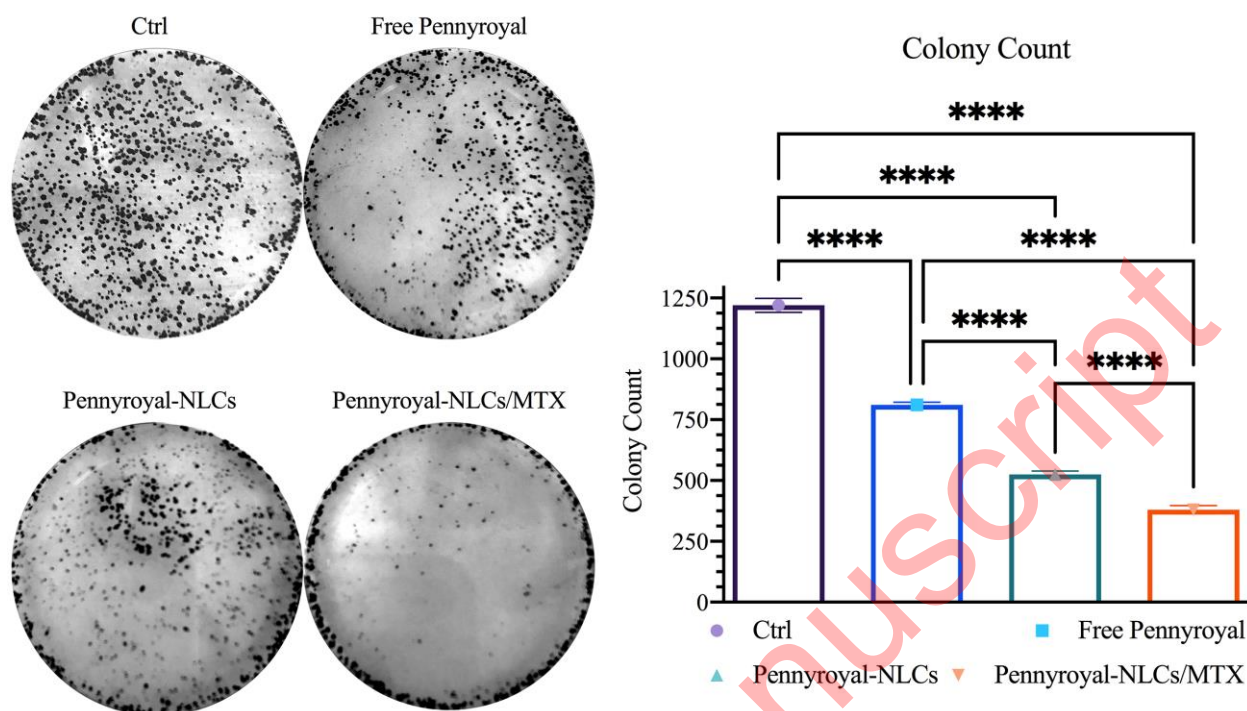 Ctrl
Free Pennyroyal
Pennyroyal-NLCs
Pennyroyal-NLCs/MTX
Colony Count
****
****
****
****
****
****
Colony Count
1250
1000
750
500
250
0
Ctrl
Free Pennyroyal
Pennyroyal-NLCs
Pennyroyal-NLCs/MTX
nuscript